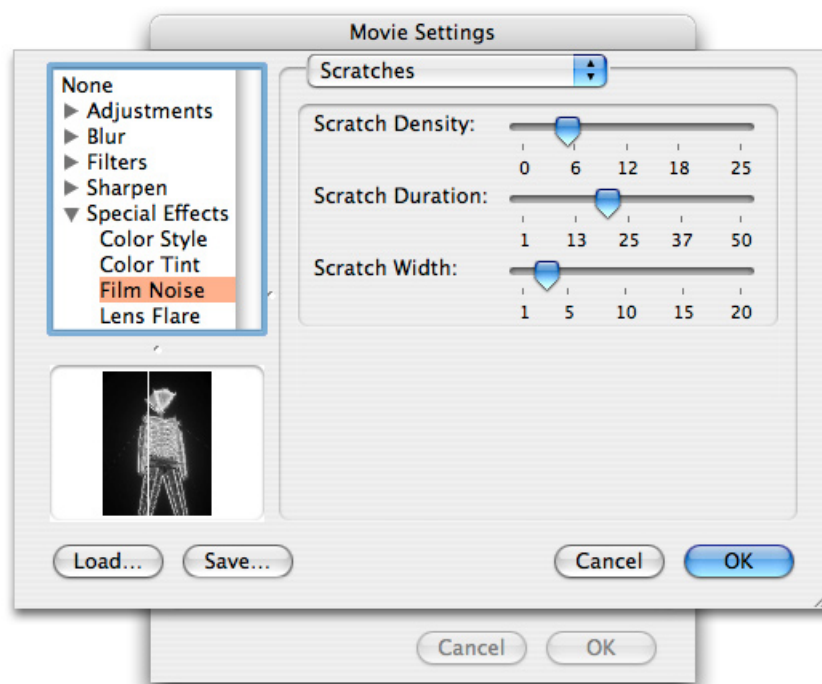 Movie Settings
None
Adjustments
Blur
Filters
Sharpen
Special Effects
Color Style
Color Tint
Film Noise
Lens Flare
Scratches
Scratch Density:
0 6 12 18 25
Scratch Duration:
1 13 25 37 50
Scratch Width:
1 5 10 15 20
Load... Save... Cancel OK
Cancel OK